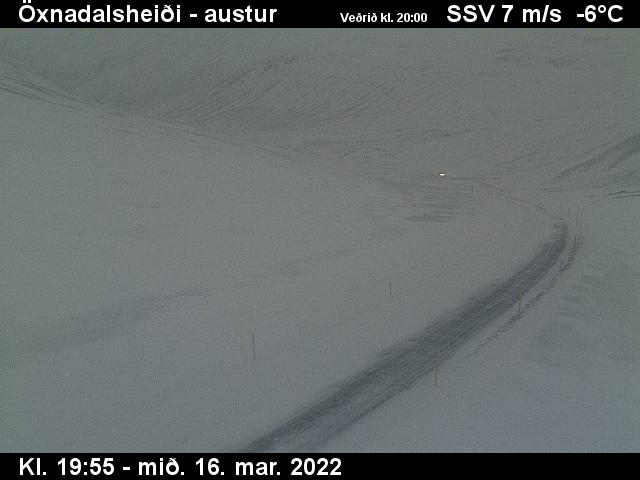 Öxnadalsheiði - austur Veðrið kl. 20:00 SSV 7 m/s -6°C
Kl. 19:55 - mið. 16. mar. 2022